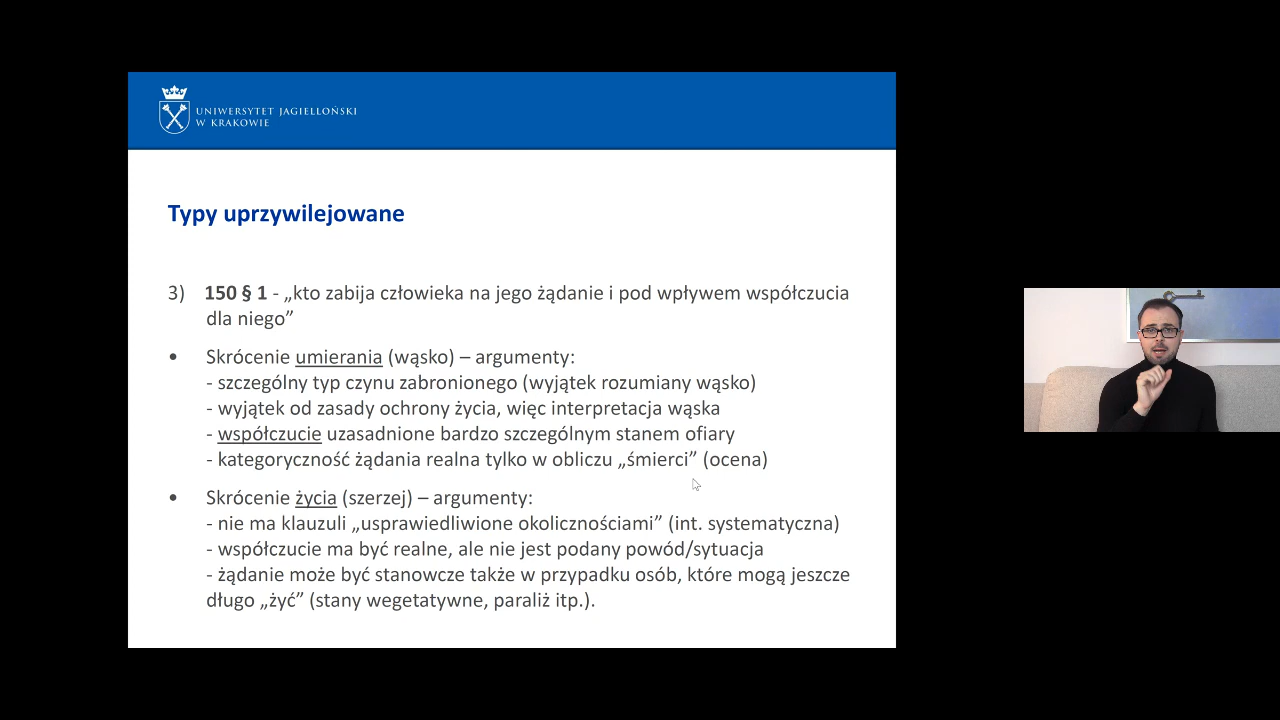 UNIWERSYTET JAGIELLOŃSKI
W KRAKOWIE
Typy uprzywilejowane
3) 150 § 1 - „kto zabija człowieka na jego żądanie i pod wpływem współczucia
dla niego”
• Skrócenie umierania (wąsko) – argumenty:
- szczególny typ czynu zabronionego (wyjątek rozumiany wąsko)
- wyjątek od zasady ochrony życia, więc interpretacja wąska
- współczucie uzasadnione bardzo szczególnym stanem ofiary
- kategoryczność żądania realna tylko w obliczu „śmierci” (ocena)
• Skrócenie życia (szerzej) – argumenty:
- nie ma klauzuli „usprawiedliwione okolicznościami” (int. systematyczna)
- współczucie ma być realne, ale nie jest podany powód/sytuacja
- żądanie może być stanowcze także w przypadku osób, które mogą jeszcze
długo „żyć” (stany wegetatywne, paraliż itp.).